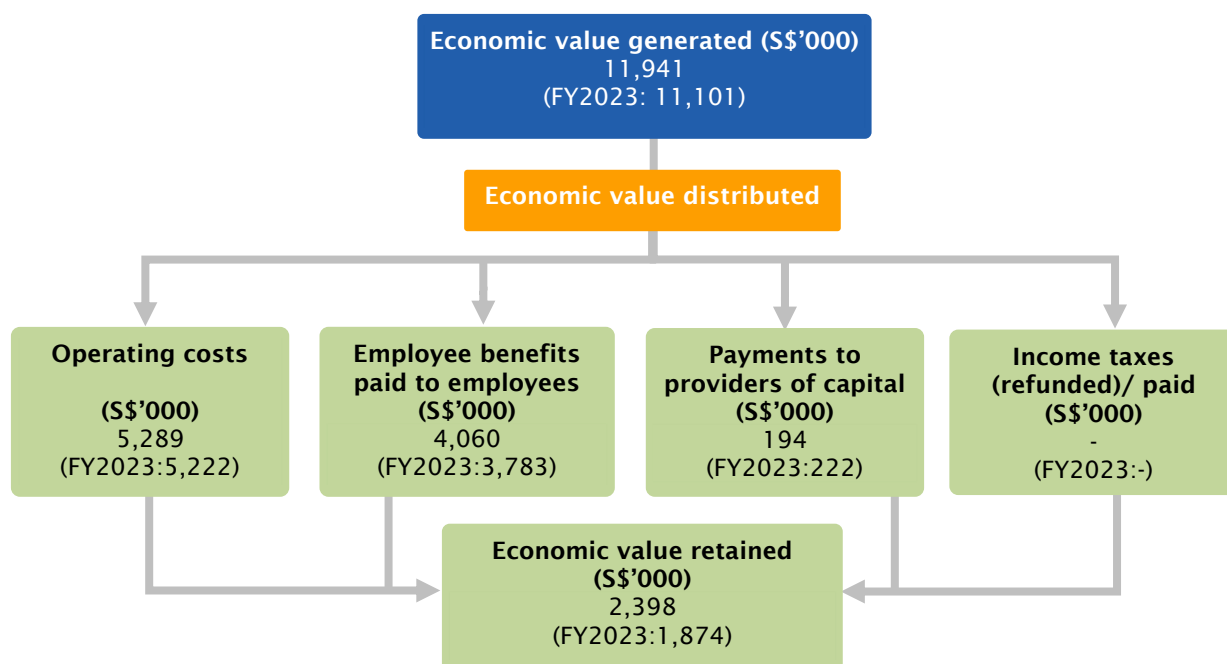 Economic value generated (S$’000)
11,941
(FY2023: 11,101)
Economic value distributed
Operating costs
(S$’000)
5,289
(FY2023:5,222)
Employee benefits
paid to employees
(S$’000)
4,060
(FY2023:3,783)
Payments to
providers of capital
(S$’000)
194
(FY2023:222)
Income taxes
(refunded)/ paid
(S$’000)
-
(FY2023:-)
Economic value retained
(S$’000)
2,398
(FY2023:1,874)